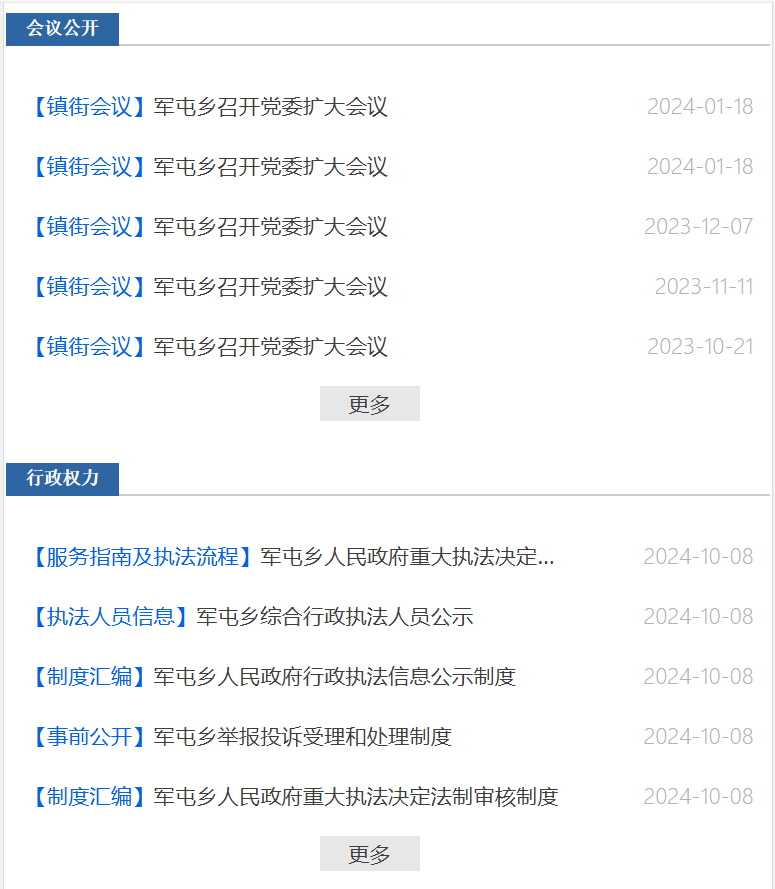 会议公开
【镇街会议】军屯乡召开党委扩大会议 2024-01-18
【镇街会议】军屯乡召开党委扩大会议 2024-01-18
【镇街会议】军屯乡召开党委扩大会议 2023-12-07
【镇街会议】军屯乡召开党委扩大会议 2023-11-11
【镇街会议】军屯乡召开党委扩大会议 2023-10-21
更多
行政权力
【服务指南及执法流程】军屯乡人民政府重大执法决定... 2024-10-08
【执法人员信息】军屯乡综合行政执法人员公示 2024-10-08
【制度汇编】军屯乡人民政府行政执法信息公示制度 2024-10-08
【事前公开】军屯乡举报投诉受理和处理制度 2024-10-08
【制度汇编】军屯乡人民政府重大执法决定法制审核制度 2024-10-08
更多